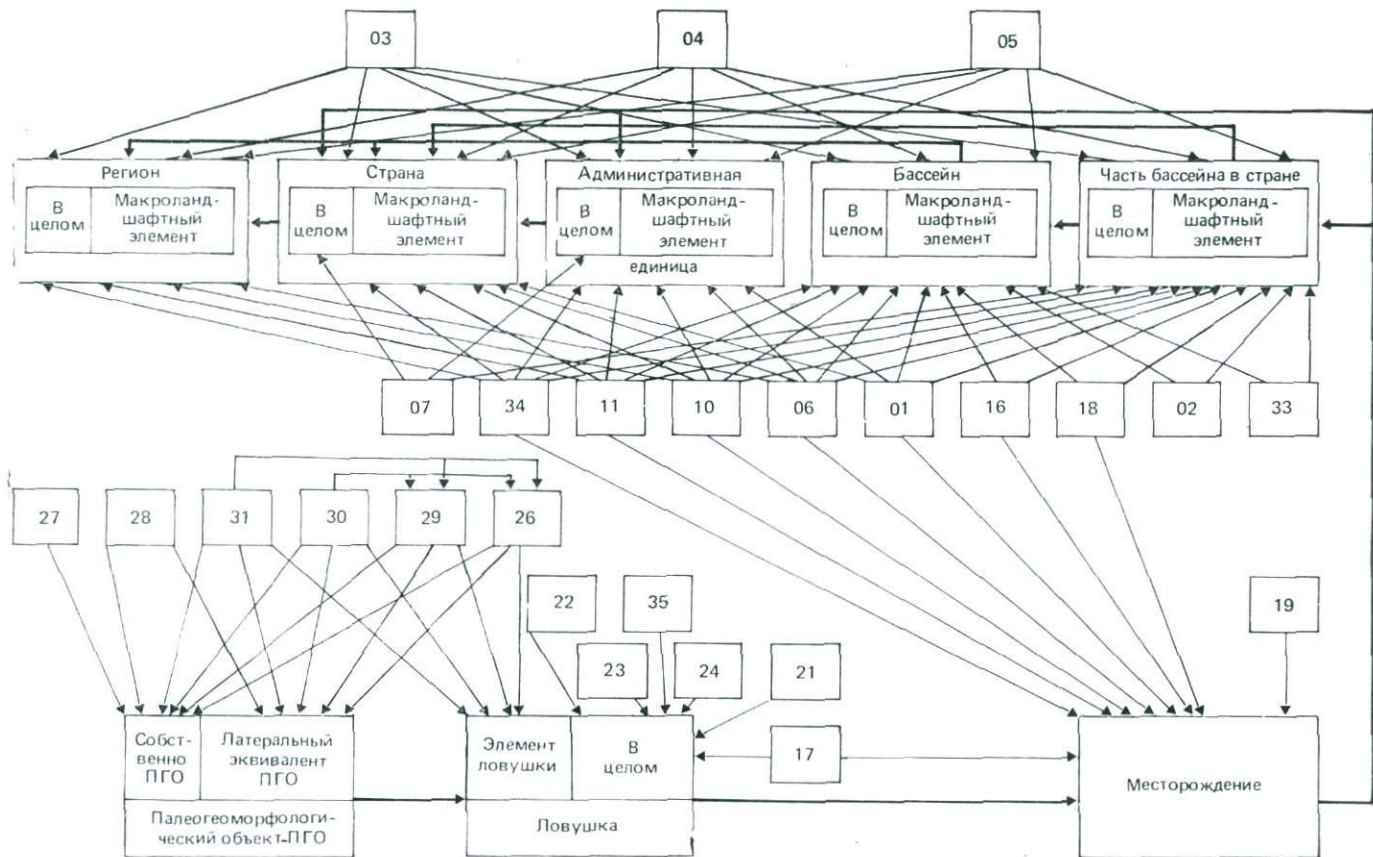 03
04
05
Регион
Страна
Административная
Бассейн
Часть бассейна в стране
В целом
Макроланд-
шафтный
элемент
В целом
Макроланд-
шафтный
элемент
В целом
Макроланд-
шафтный
элемент
единица
В целом
Макроланд-
шафтный
элемент
В целом
Макроланд-
шафтный
элемент
07
34
11
10
06
01
16
18
02
33
27
28
31
30
29
26
22
35
19
23
24
21
17
Собст-
венно
ПГО
Латеральный
эквивалент
ПГО
Палеогеоморфологи-
ческий объект-ПГО
Элемент
ловушки
В
целом
Ловушка
Месторождение